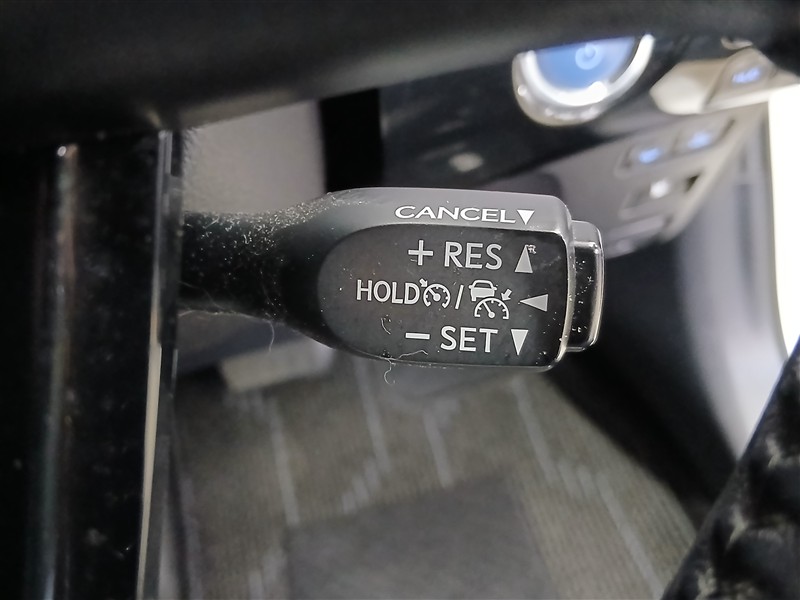 CANCEL
+ RES
HOLD /
− SET